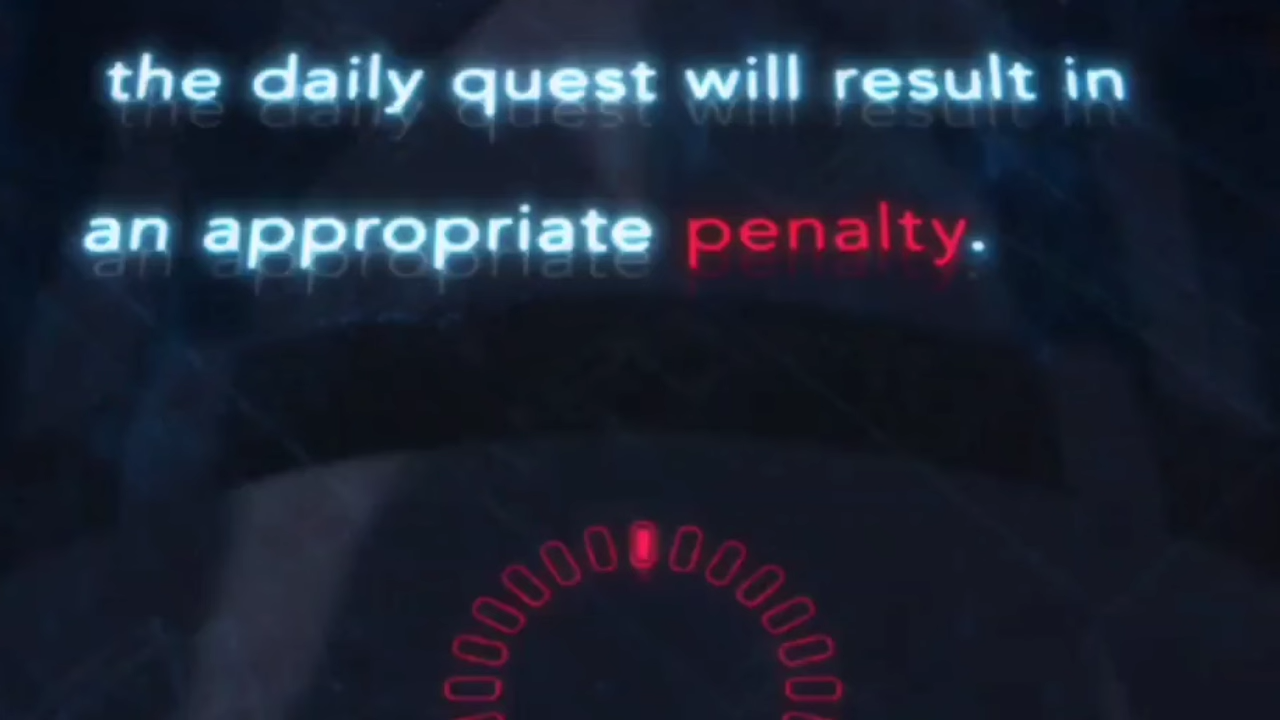 the daily quest will result in
an appropriate penalty.